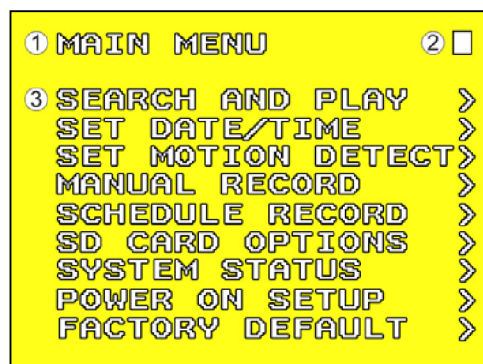 1 MAIN MENU 2
3 SEARCH AND PLAY >
SET DATE/TIME >
SET MOTION DETECT>
MANUAL RECORD >
SCHEDULE RECORD >
SD CARD OPTIONS >
SYSTEM STATUS >
POWER ON SETUP >
FACTORY DEFAULT >